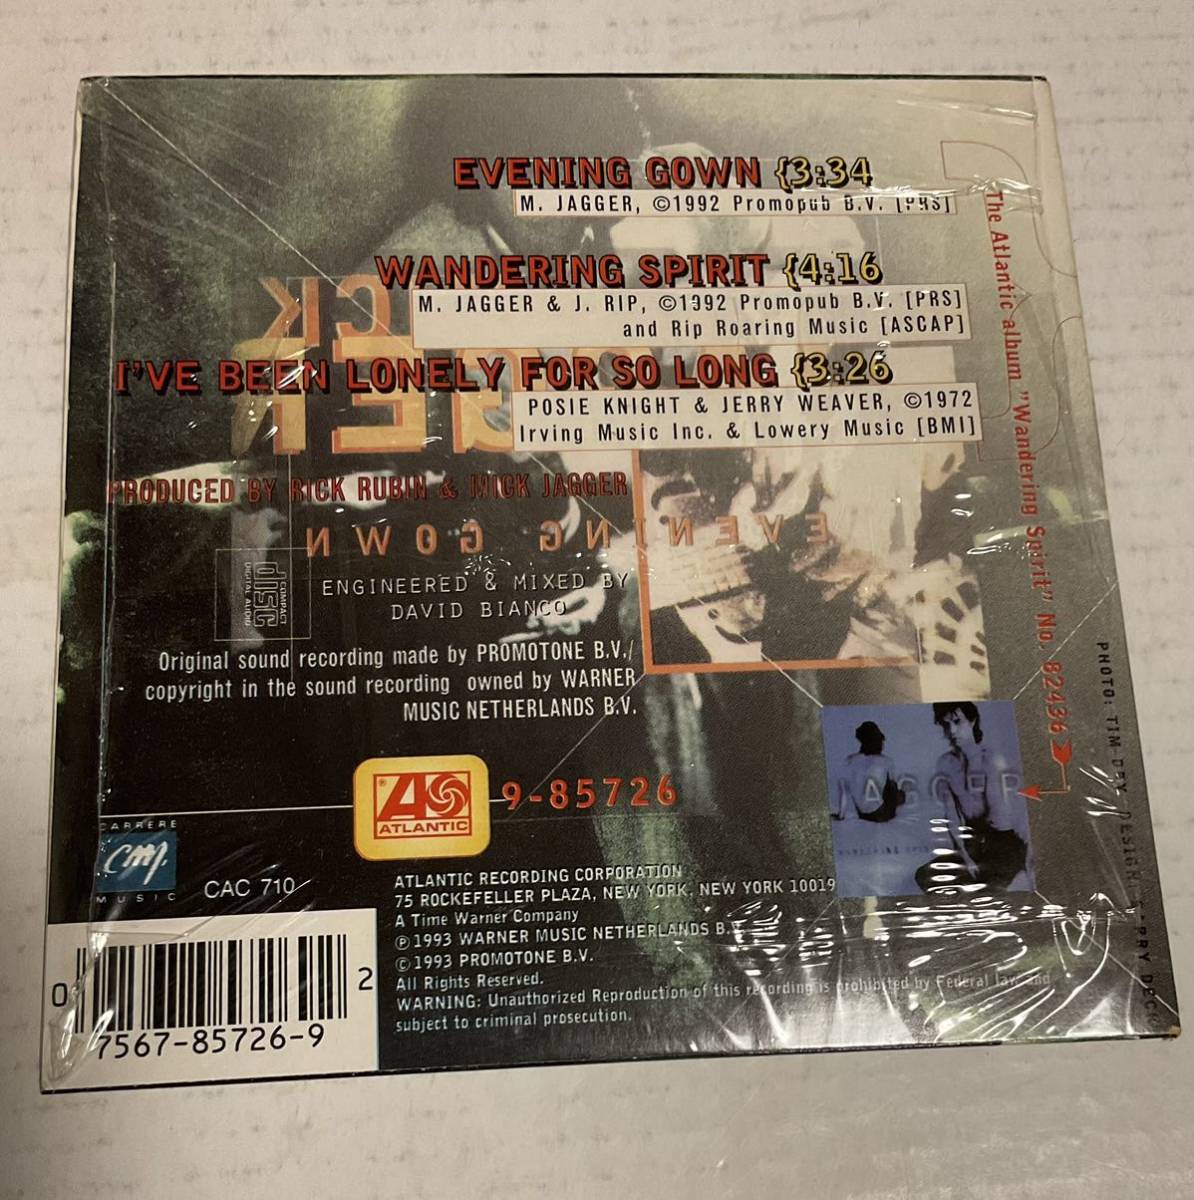 EVENING GOWN {3:34
M. JAGGER, ©1992 Promopub B.V. [PRS]
WANDERING SPIRIT {4:16
M. JAGGER & J. RIP, ©1992 Promopub B.V. [PRS]
and Rip Roaring Music [ASCAP]
I'VE BEEN LONELY FOR SO LONG {3:26
POSIE KNIGHT & JERRY WEAVER, ©1972
Irving Music Inc. & Lowery Music [BMI]
PRODUCED BY RICK RUBIN & MICK JAGGER
EVENING GOWN
COMPACT
disc
DIGITAL AUDIO
ENGINEERED & MIXED BY
DAVID BIANCO
Original sound recording made by PROMOTONE B.V./
copyright in the sound recording owned by WARNER
MUSIC NETHERLANDS B.V.
The Atlantic album "Wandering Spirit" No. 82436
PHOTO: TIM DRY DESIGN:
JAGGER
WANDERING SPIRIT
ATLANTIC
9-85726
CARRERE
CM
MUSIC
CAC 710
ATLANTIC RECORDING CORPORATION
75 ROCKEFELLER PLAZA, NEW YORK, NEW YORK 10019
A Time Warner Company
℗1993 WARNER MUSIC NETHERLANDS B.V.
©1993 PROMOTONE B.V.
All Rights Reserved.
WARNING: Unauthorized Reproduction of this recording is prohibited by Federal law and
subject to criminal prosecution.
0 7567-85726-9 2